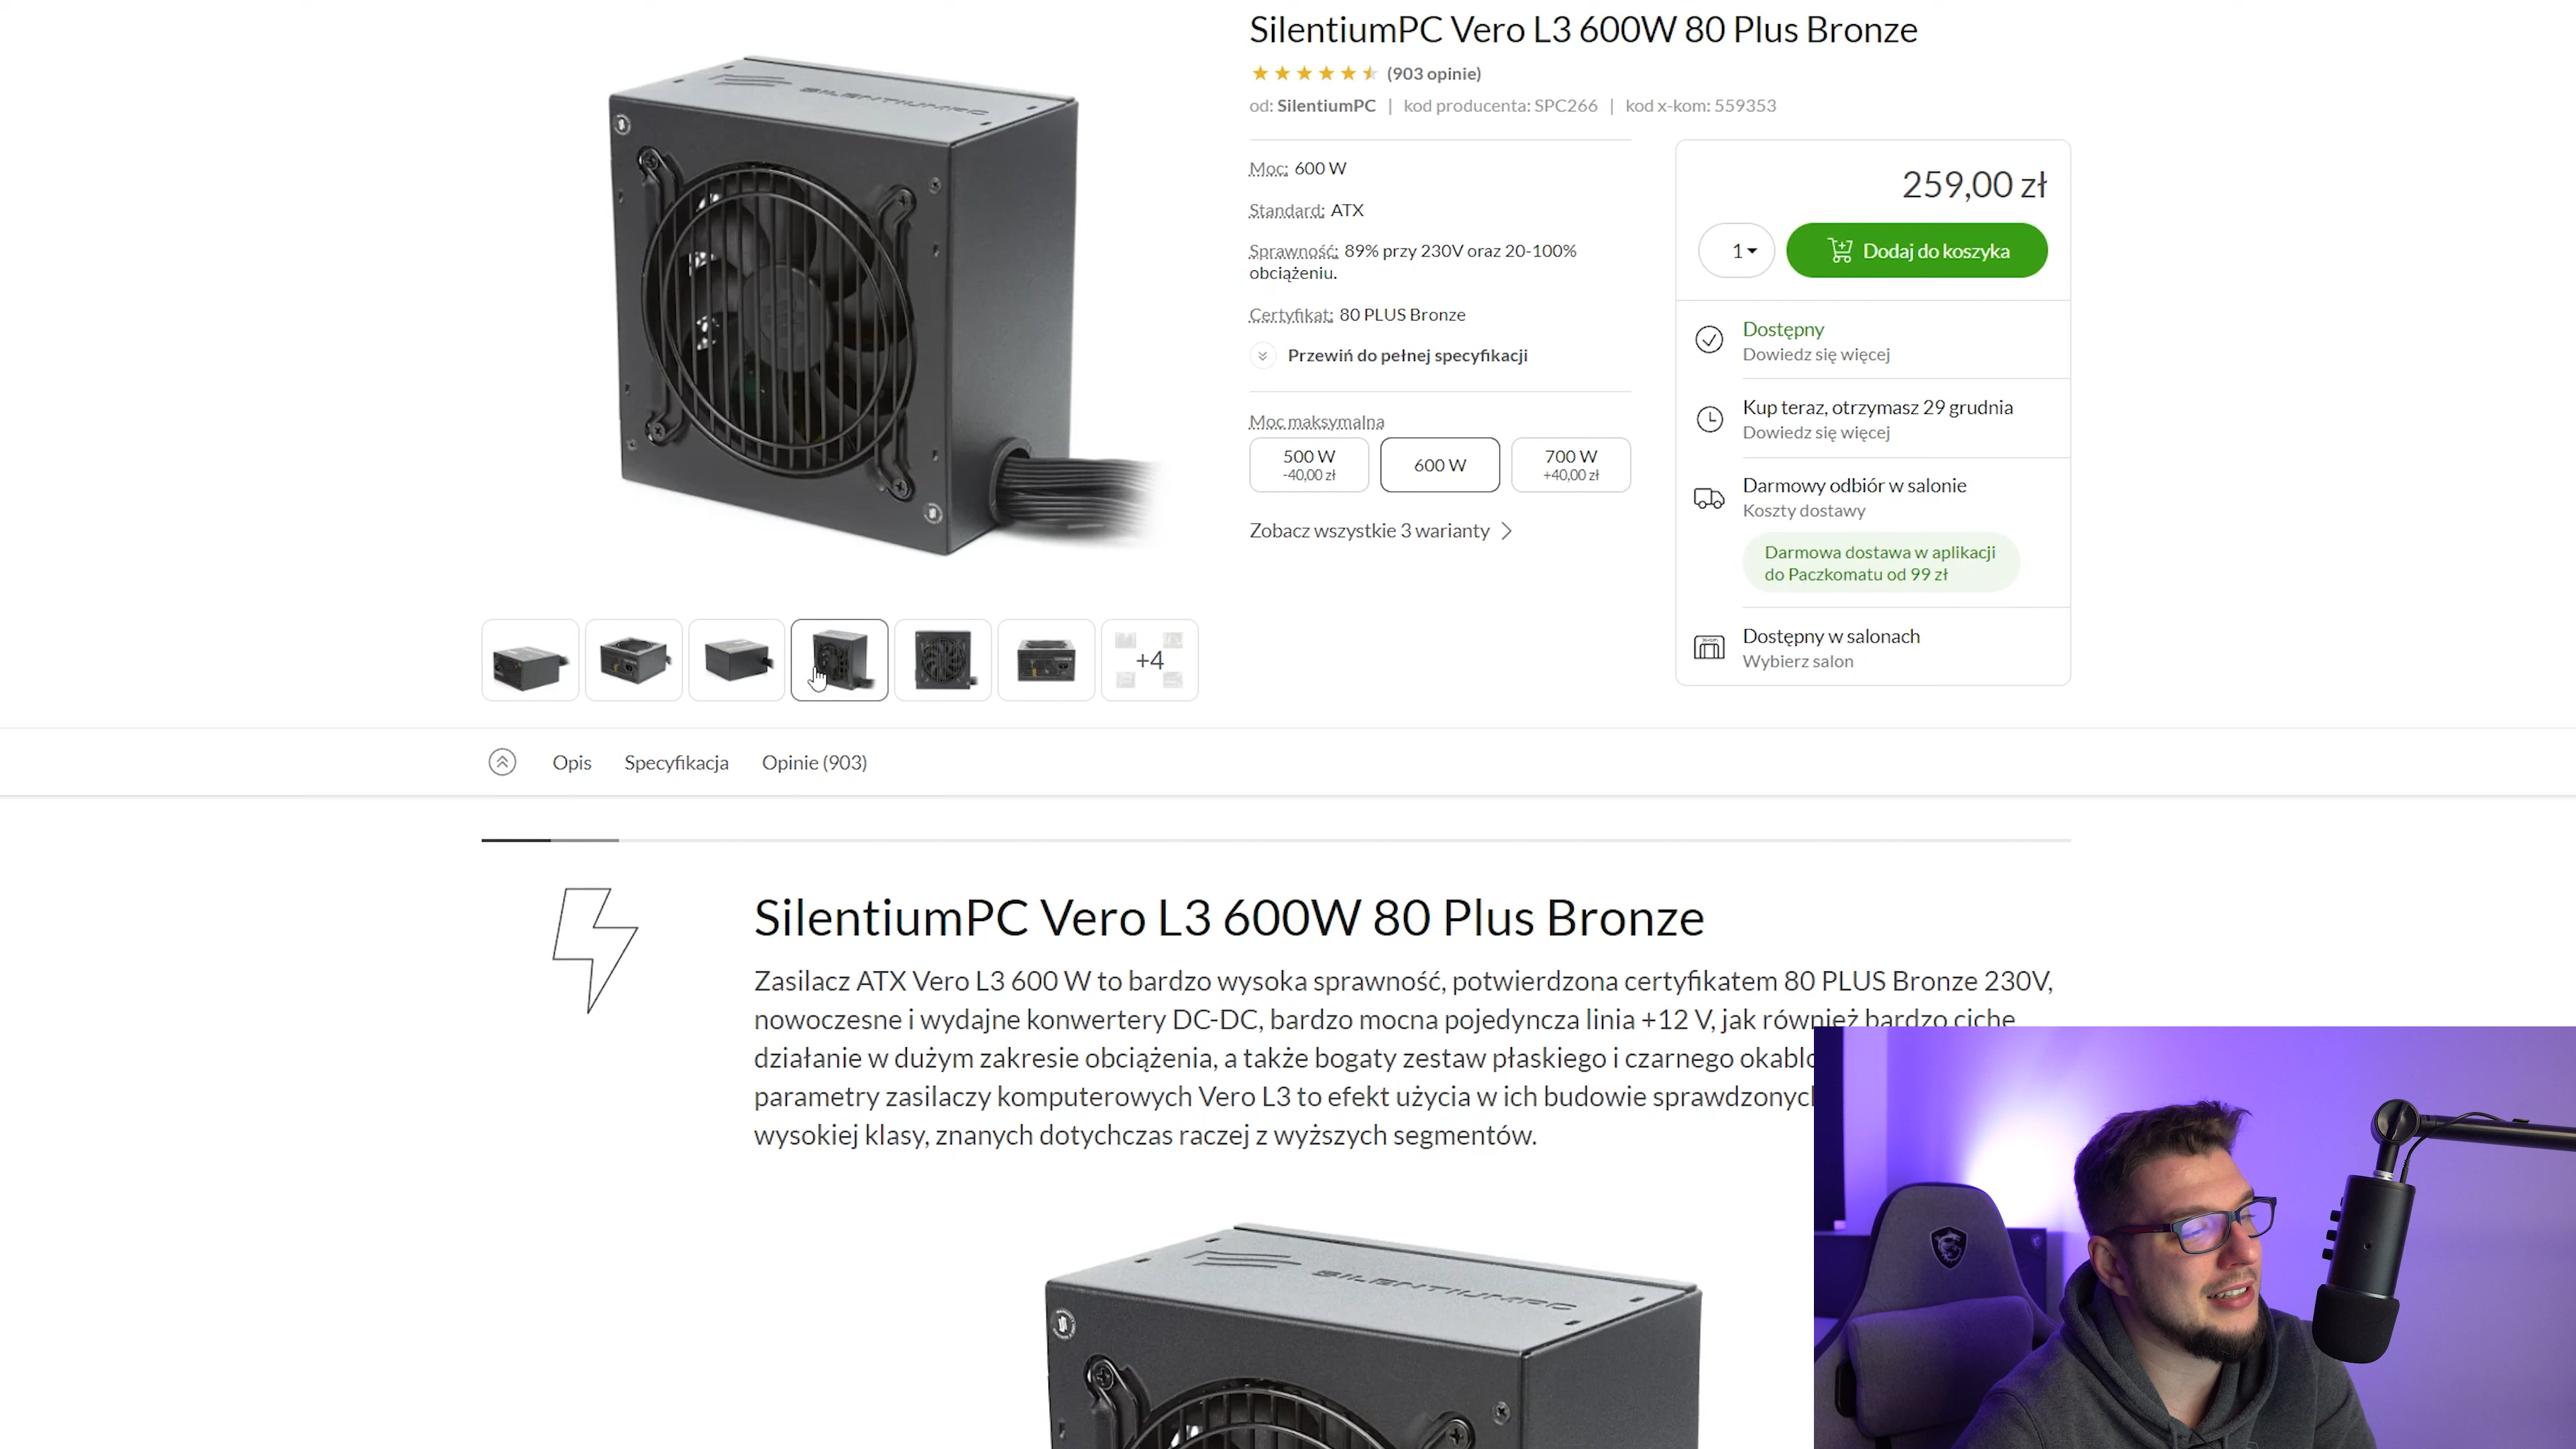 SilentiumPC Vero L3 600W 80 Plus Bronze
(903 opinie)
od: SilentiumPC | kod producenta: SPC266 | kod x-kom: 559353
Moc: 600 W
Standard: ATX
Sprawność: 89% przy 230V oraz 20-100%
obciążeniu.
Certyfikat: 80 PLUS Bronze
Przewiń do pełnej specyfikacji
Moc maksymalna
500 W
-40,00 zł
600 W
700 W
+40,00 zł
Zobacz wszystkie 3 warianty
259,00 zł
1
Dodaj do koszyka
Dostępny
Dowiedz się więcej
Kup teraz, otrzymasz 29 grudnia
Dowiedz się więcej
Darmowy odbiór w salonie
Koszty dostawy
Darmowa dostawa w aplikacji
do Paczkomatu od 99 zł
Dostępny w salonach
Wybierz salon
SILENTIUMPC
+4
Opis
Specyfikacja
Opinie (903)
SilentiumPC Vero L3 600W 80 Plus Bronze
Zasilacz ATX Vero L3 600 W to bardzo wysoka sprawność, potwierdzona certyfikatem 80 PLUS Bronze 230V,
nowoczesne i wydajne konwertery DC-DC, bardzo mocna pojedyncza linia +12 V, jak również bardzo ciche
działanie w dużym zakresie obciążenia, a także bogaty zestaw płaskiego i czarnego
parametry zasilaczy komputerowych Vero L3 to efekt użycia w ich budowie
wysokiej klasy, znanych dotychczas raczej z wyższych segmentów.
SILENTIUMPC